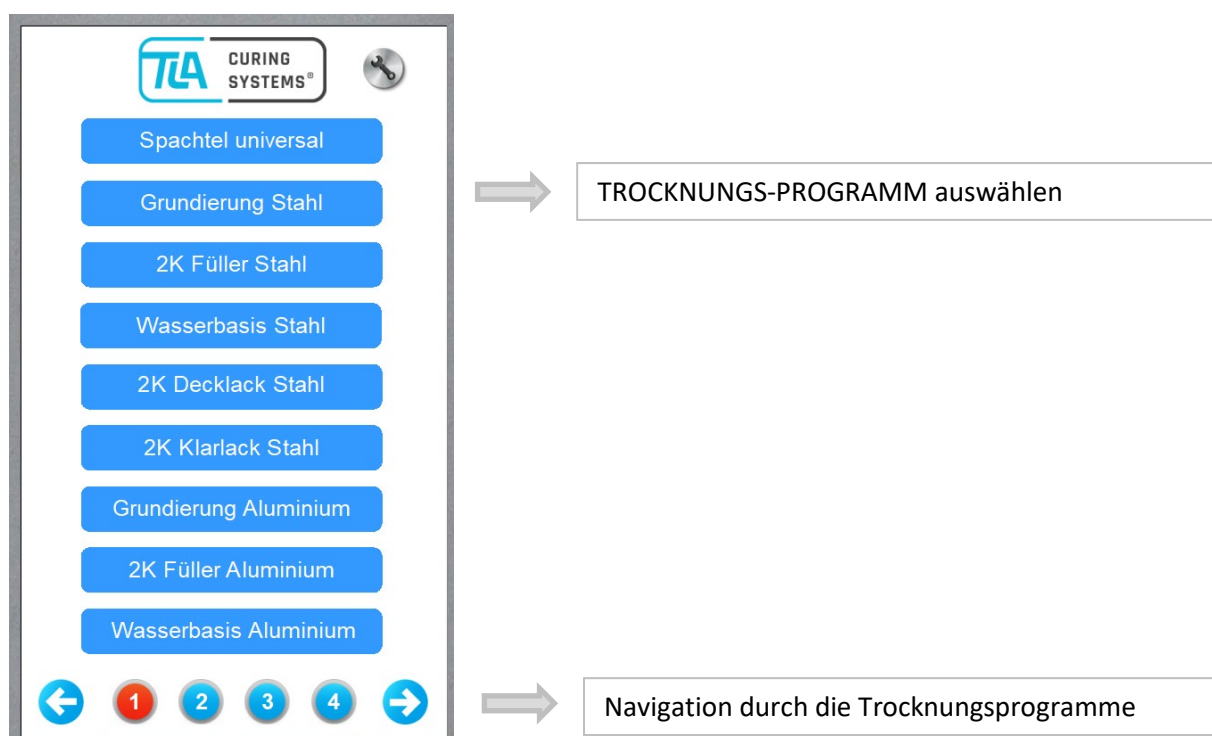 TLA CURING
SYSTEMS®
Spachtel universal
Grundierung Stahl
TROCKNUNGS-PROGRAMM auswählen
2K Füller Stahl
Wasserbasis Stahl
2K Decklack Stahl
2K Klarlack Stahl
Grundierung Aluminium
2K Füller Aluminium
Wasserbasis Aluminium
1 2 3 4
Navigation durch die Trocknungsprogramme